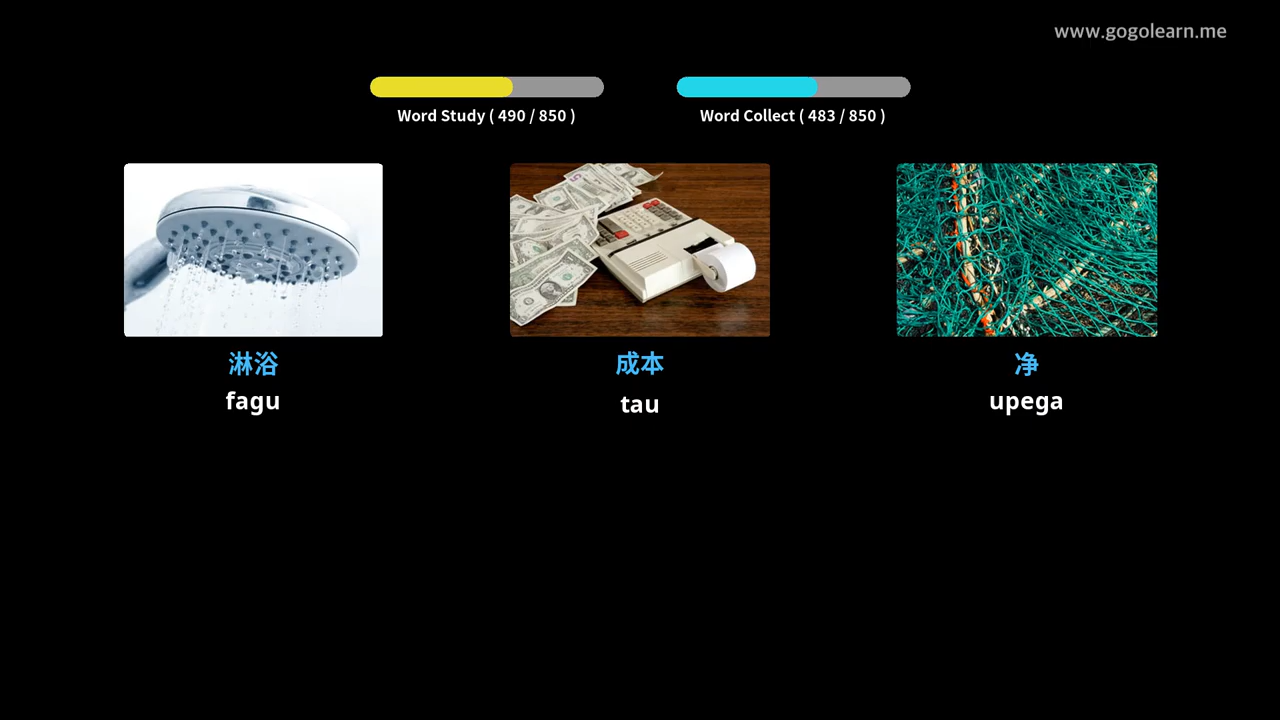 www.gogolearn.me
Word Study ( 490 / 850 )
Word Collect ( 483 / 850 )
淋浴
fagu
成本
tau
净
upega